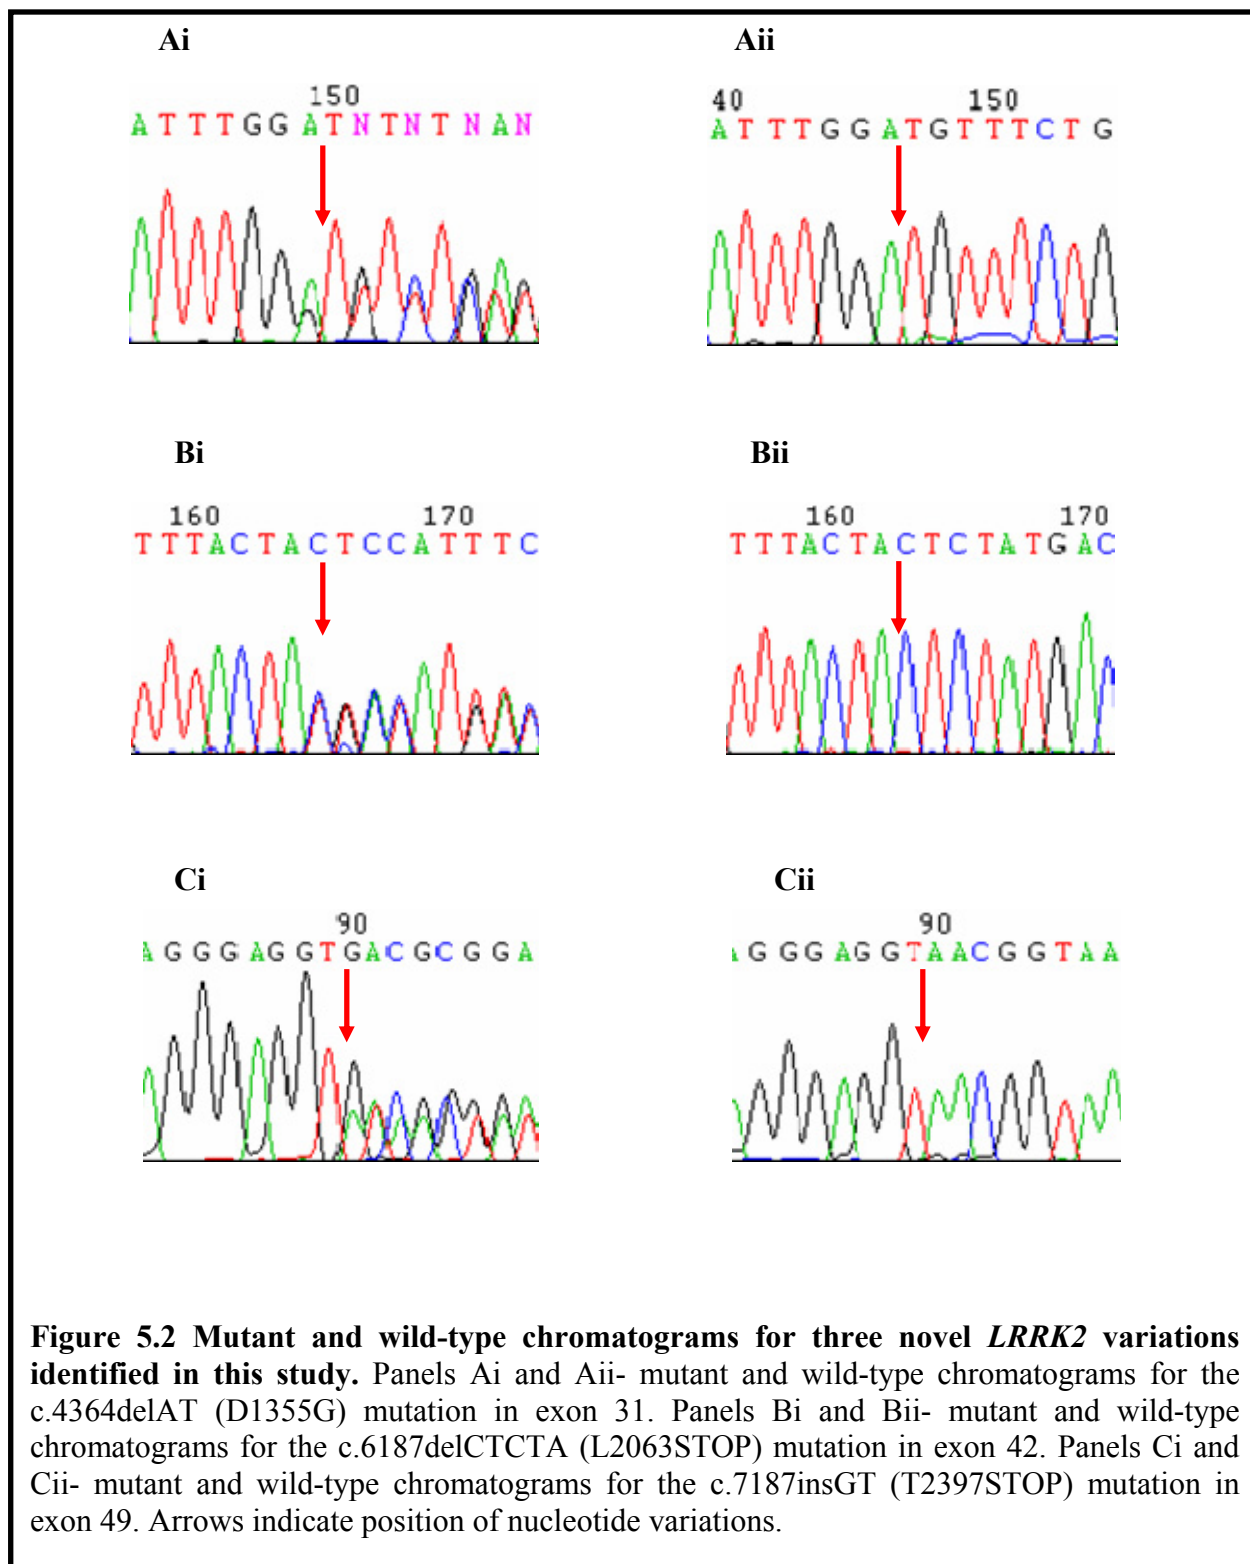 Ai Aii
150
A T T T G G A T N T N T N A N
40 150
A T T T G G A T G T T T C T G
Bi Bii
160 170
T T T A C T A C T C C A T T T C
160 170
T T T A C T A C T C T A T G A C
Ci Cii
90
A G G G A G G T G A C G C G G A
90
A G G G A G G T A A C G G T A A
Figure 5.2 Mutant and wild-type chromatograms for three novel LRRK2 variations
identified in this study. Panels Ai and Aii- mutant and wild-type chromatograms for the
c.4364delAT (D1355G) mutation in exon 31. Panels Bi and Bii- mutant and wild-type
chromatograms for the c.6187delCTCTA (L2063STOP) mutation in exon 42. Panels Ci and
Cii- mutant and wild-type chromatograms for the c.7187insGT (T2397STOP) mutation in
exon 49. Arrows indicate position of nucleotide variations.